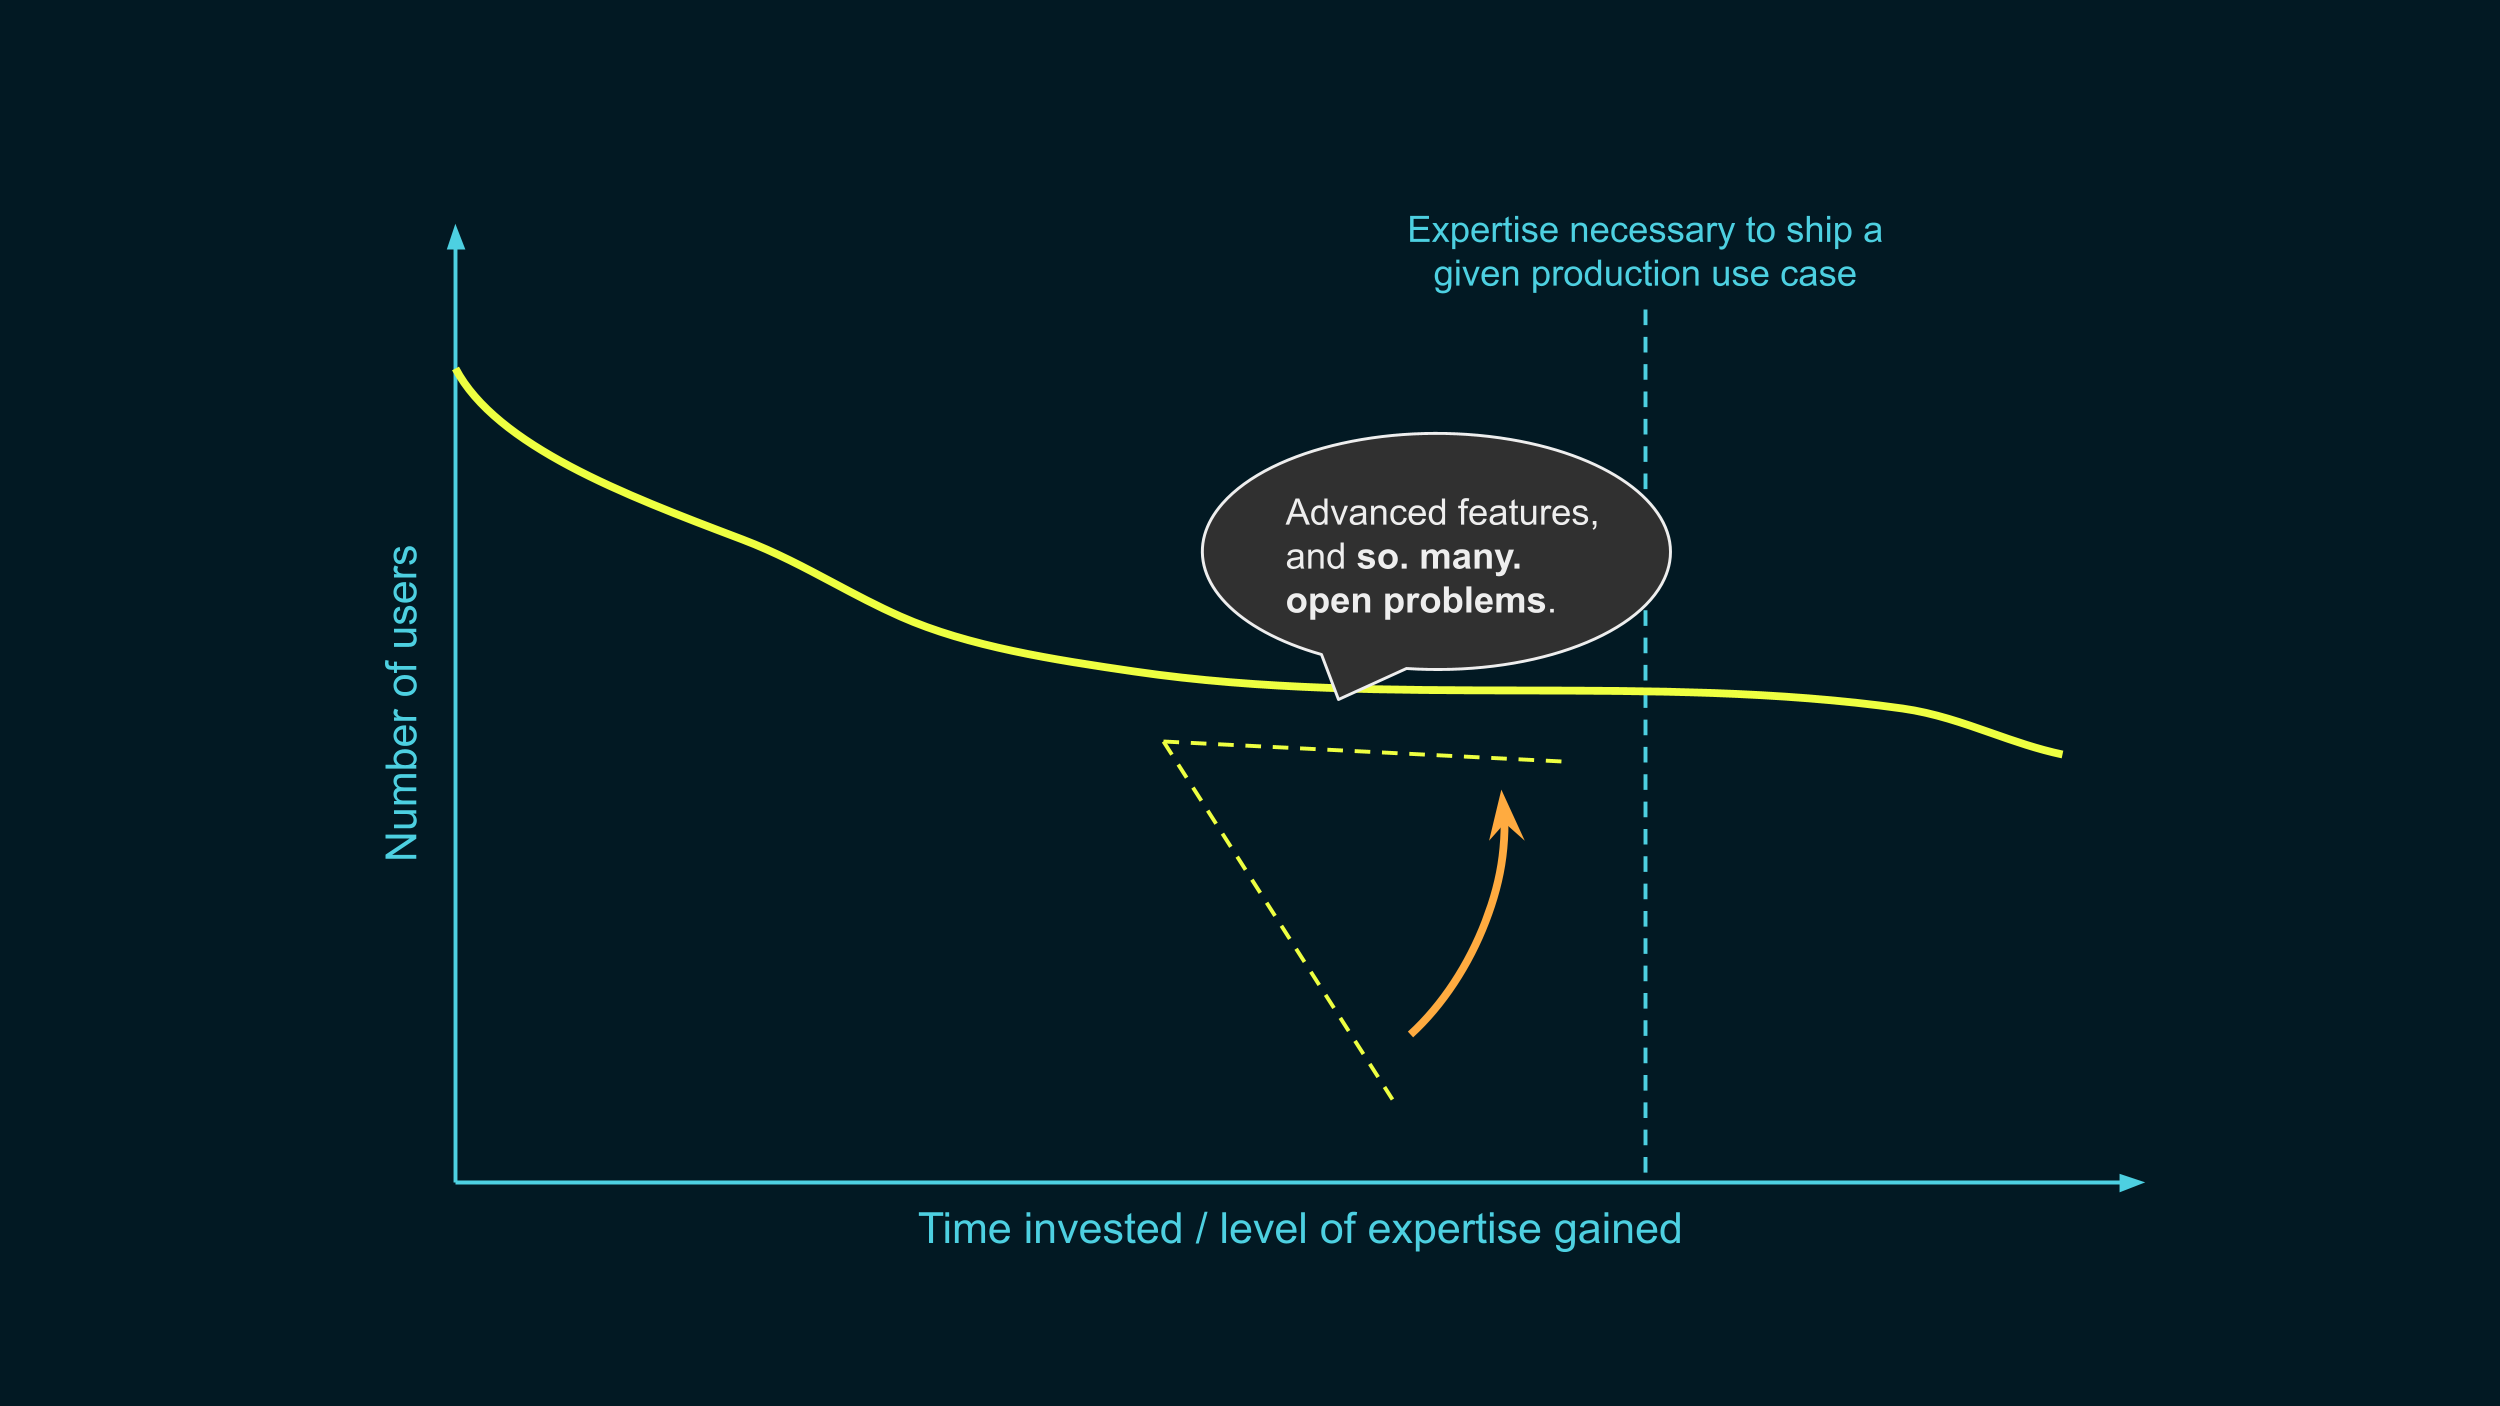 Expertise necessary to ship a
given production use case
Advanced features,
and so. many.
open problems.
Number of users
Time invested / level of expertise gained